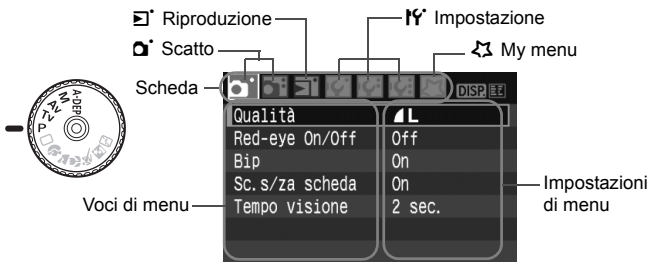 Riproduzione
Impostazione
Scatto
My menu
Scheda
DISP.
A-DEP
M
Av
Tv
P
Qualità L
Red-eye On/Off Off
Bip On
Sc.s/za scheda On
Tempo visione 2 sec.
Voci di menu
Impostazioni
di menu